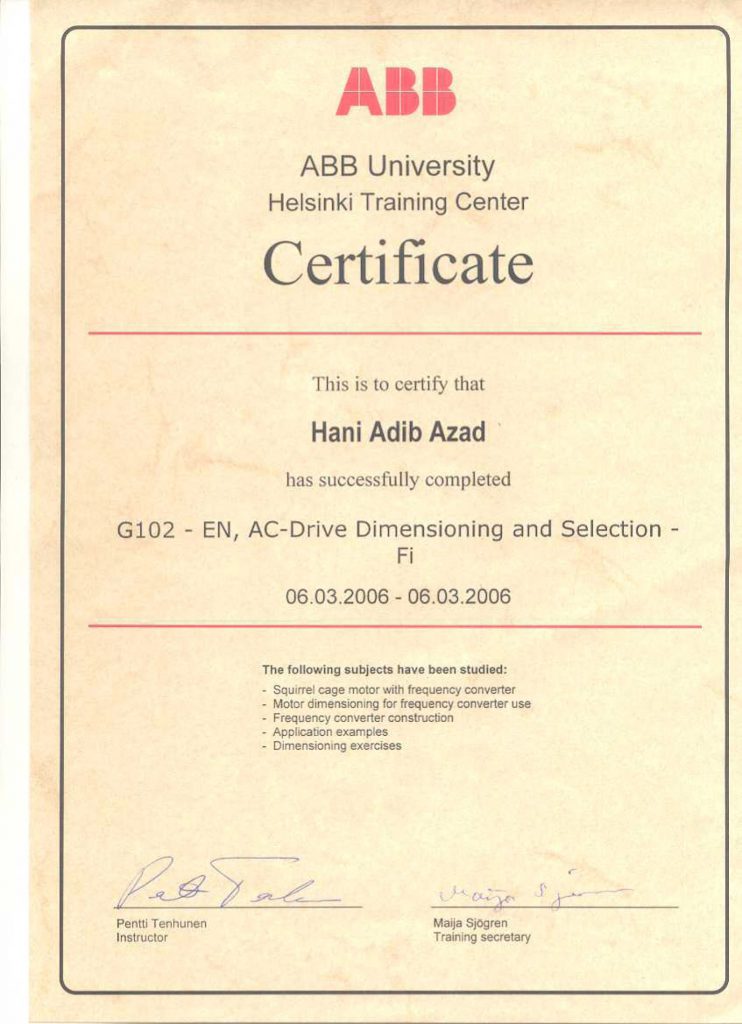 ABB
ABB University
Helsinki Training Center
Certificate
This is to certify that
Hani Adib Azad
has successfully completed
G102 - EN, AC-Drive Dimensioning and Selection -
Fi
06.03.2006 - 06.03.2006
The following subjects have been studied:
- Squirrel cage motor with frequency converter
- Motor dimensioning for frequency converter use
- Frequency converter construction
- Application examples
- Dimensioning exercises
Pentti Tenhunen
Instructor
Maija Sjögren
Training secretary